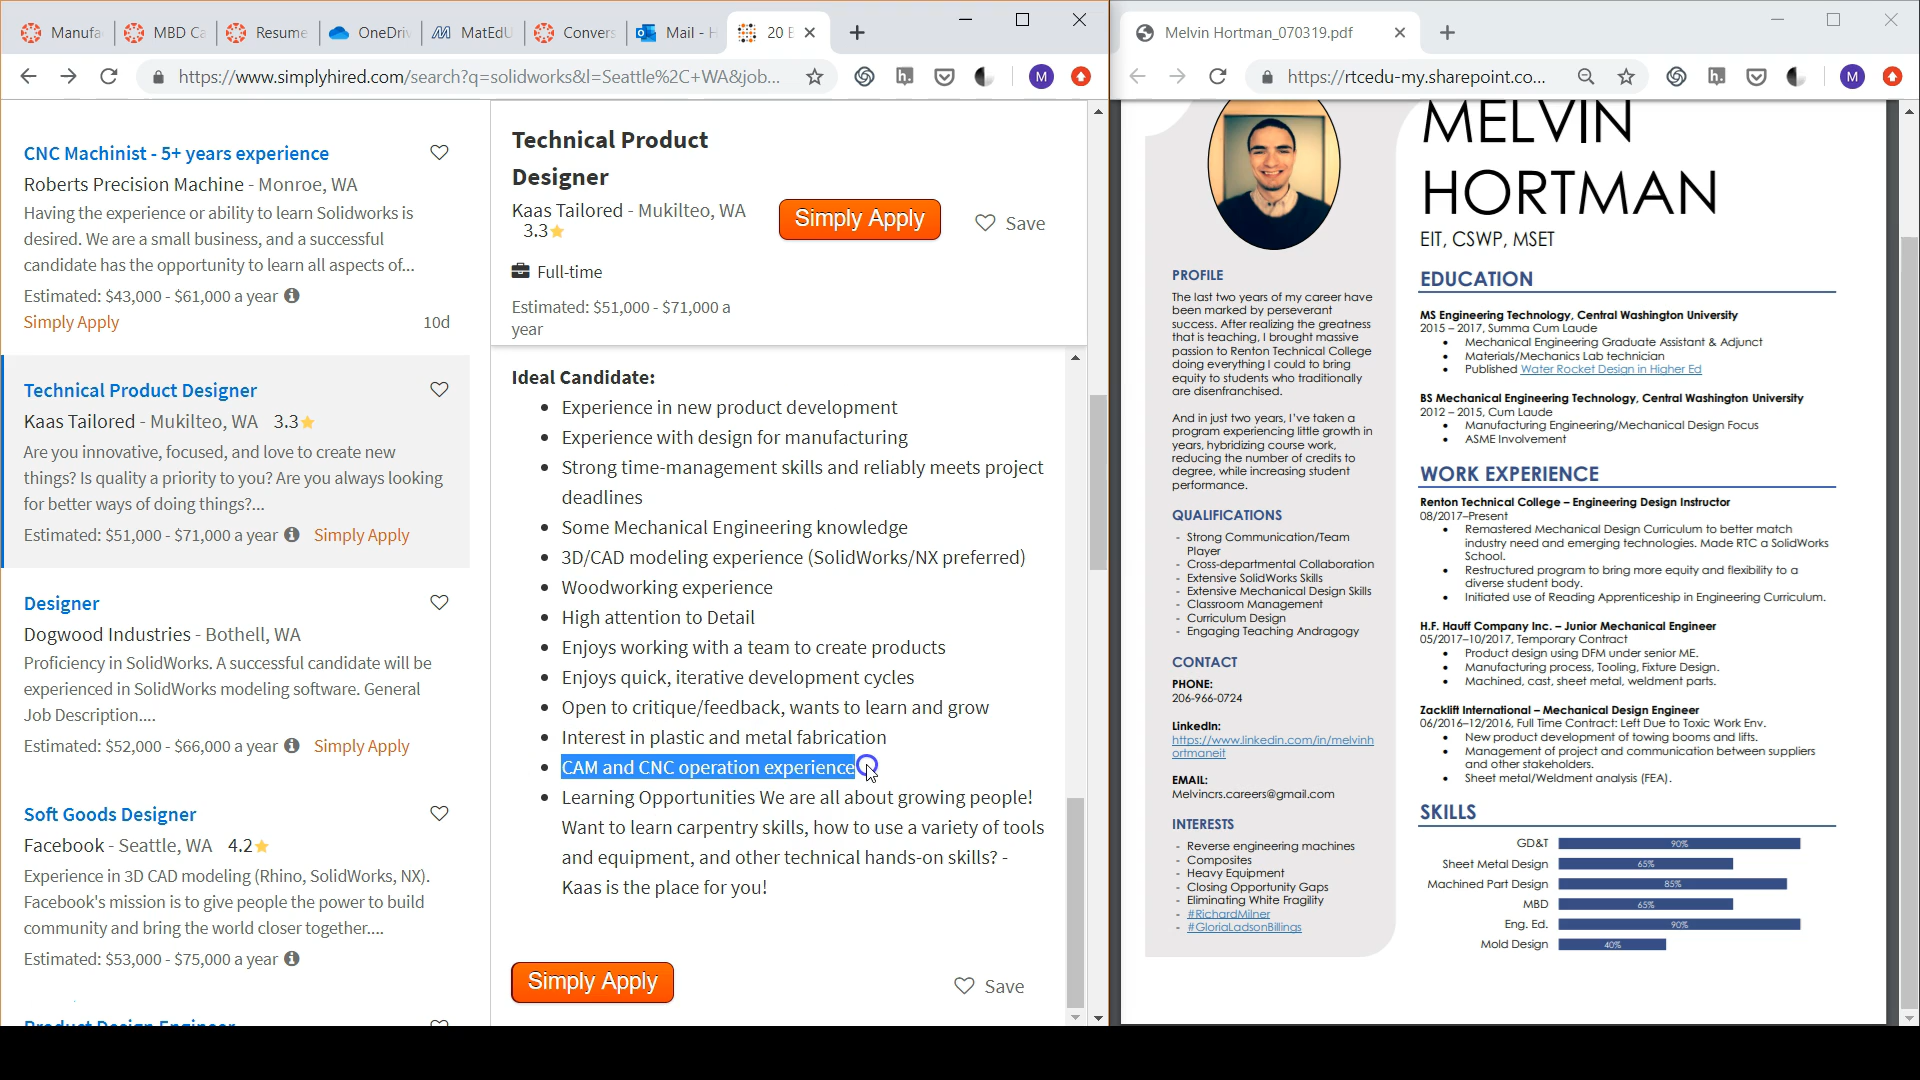 Manufa
MBD Ca
Resume
OneDriv
MatEdU
Convers
Mail - H
20 E
https://www.simplyhired.com/search?q=solidworks&l=Seattle%2C+WA&job...
M
CNC Machinist - 5+ years experience
Roberts Precision Machine - Monroe, WA
Having the experience or ability to learn Solidworks is
desired. We are a small business, and a successful
candidate has the opportunity to learn all aspects of...
Estimated: $43,000 - $61,000 a year
Simply Apply 10d
Technical Product Designer
Kaas Tailored - Mukilteo, WA 3.3
Are you innovative, focused, and love to create new
things? Is quality a priority to you? Are you always looking
for better ways of doing things?...
Estimated: $51,000 - $71,000 a year Simply Apply
Designer
Dogwood Industries - Bothell, WA
Proficiency in SolidWorks. A successful candidate will be
experienced in SolidWorks modeling software. General
Job Description....
Estimated: $52,000 - $66,000 a year Simply Apply
Soft Goods Designer
Facebook - Seattle, WA 4.2
Experience in 3D CAD modeling (Rhino, SolidWorks, NX).
Facebook's mission is to give people the power to build
community and bring the world closer together....
Estimated: $53,000 - $75,000 a year
Product Design Engineer
Technical Product
Designer
Kaas Tailored - Mukilteo, WA
3.3
Simply Apply
Save
Full-time
Estimated: $51,000 - $71,000 a
year
Ideal Candidate:
• Experience in new product development
• Experience with design for manufacturing
• Strong time-management skills and reliably meets project
deadlines
• Some Mechanical Engineering knowledge
• 3D/CAD modeling experience (SolidWorks/NX preferred)
• Woodworking experience
• High attention to Detail
• Enjoys working with a team to create products
• Enjoys quick, iterative development cycles
• Open to critique/feedback, wants to learn and grow
• Interest in plastic and metal fabrication
• CAM and CNC operation experience
• Learning Opportunities We are all about growing people!
Want to learn carpentry skills, how to use a variety of tools
and equipment, and other technical hands-on skills? -
Kaas is the place for you!
Simply Apply
Save
Melvin Hortman_070319.pdf
https://rtcedu-my.sharepoint.co...
h.
M
MELVIN
HORTMAN
EIT, CSWP, MSET
PROFILE
The last two years of my career have
been marked by perseverant
success. After realizing the greatness
that is teaching, I brought massive
passion to Renton Technical College
doing everything I could to bring
equity to students who traditionally
are disenfranchised.
And in just two years, I've taken a
program experiencing little growth in
years, hybridizing course work,
reducing the number of credits to
degree, while increasing student
performance.
QUALIFICATIONS
- Strong Communication/Team
Player
- Cross-departmental Collaboration
- Extensive SolidWorks Skills
- Extensive Mechanical Design Skills
- Classroom Management
- Curriculum Design
- Engaging Teaching Andragogy
CONTACT
PHONE:
206-966-0724
LinkedIn:
https://www.linkedin.com/in/melvinh
ortmaneit
EMAIL:
Melvincrs.careers@gmail.com
INTERESTS
- Reverse engineering machines
- Composites
- Heavy Equipment
- Closing Opportunity Gaps
- Eliminating White Fragility
- #RichardMilner
- #GloriaLadsonBillings
EDUCATION
MS Engineering Technology, Central Washington University
2015 – 2017, Summa Cum Laude
• Mechanical Engineering Graduate Assistant & Adjunct
• Materials/Mechanics Lab technician
• Published Water Rocket Design in Higher Ed
BS Mechanical Engineering Technology, Central Washington University
2012 – 2015, Cum Laude
• Manufacturing Engineering/Mechanical Design Focus
• ASME Involvement
WORK EXPERIENCE
Renton Technical College – Engineering Design Instructor
08/2017–Present
• Remastered Mechanical Design Curriculum to better match
industry need and emerging technologies. Made RTC a SolidWorks
School.
• Restructured program to bring more equity and flexibility to a
diverse student body.
• Initiated use of Reading Apprenticeship in Engineering Curriculum.
H.F. Hauff Company Inc. – Junior Mechanical Engineer
05/2017–10/2017, Temporary Contract
• Product design using DFM under senior ME.
• Manufacturing process, Tooling, Fixture Design.
• Machined, cast, sheet metal, weldment parts.
Zacklift International – Mechanical Design Engineer
06/2016–12/2016, Full Time Contract: Left Due to Toxic Work Env.
• New product development of towing booms and lifts.
• Management of project and communication between suppliers
and other stakeholders.
• Sheet metal/Weldment analysis (FEA).
SKILLS
GD&T 90%
Sheet Metal Design 65%
Machined Part Design 85%
MBD 65%
Eng. Ed. 90%
Mold Design 40%